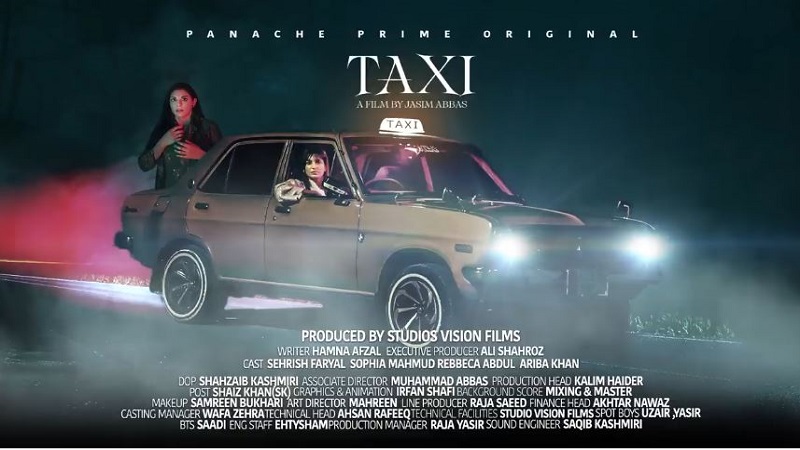 PANACHE PRIME ORIGINAL
TAXI
A FILM BY JASIM ABBAS
TAXI
PRODUCED BY STUDIOS VISION FILMS
WRITER HAMNA AFZAL EXECUTIVE PRODUCER ALI SHAHROZ
CAST SEHRISH FARYAL SOPHIA MAHMUD REBBECA ABDUL ARIBA KHAN
DOP SHAHZAIB KASHMIRI ASSOCIATE DIRECTOR MUHAMMAD ABBAS PRODUCTION HEAD KALIM HAIDER
POST SHAIZ KHAN(SK) GRAPHICS & ANIMATION IRFAN SHAFI BACKGROUND SCORE MIXING & MASTER
MAKEUP SAMREEN BUKHARI ART DIRECTOR MAHREEN LINE PRODUCER RAJA SAEED FINANCE HEAD AKHTAR NAWAZ
CASTING MANAGER WAFA ZEHRA TECHNICAL HEAD AHSAN RAFEEQ TECHNICAL FACILITIES STUDIO VISION FILMS SPOT BOYS UZAIR ,YASIR
BTS SAADI ENG STAFF EHTYSHAM PRODUCTION MANAGER RAJA YASIR SOUND ENGINEER SAQIB KASHMIRI